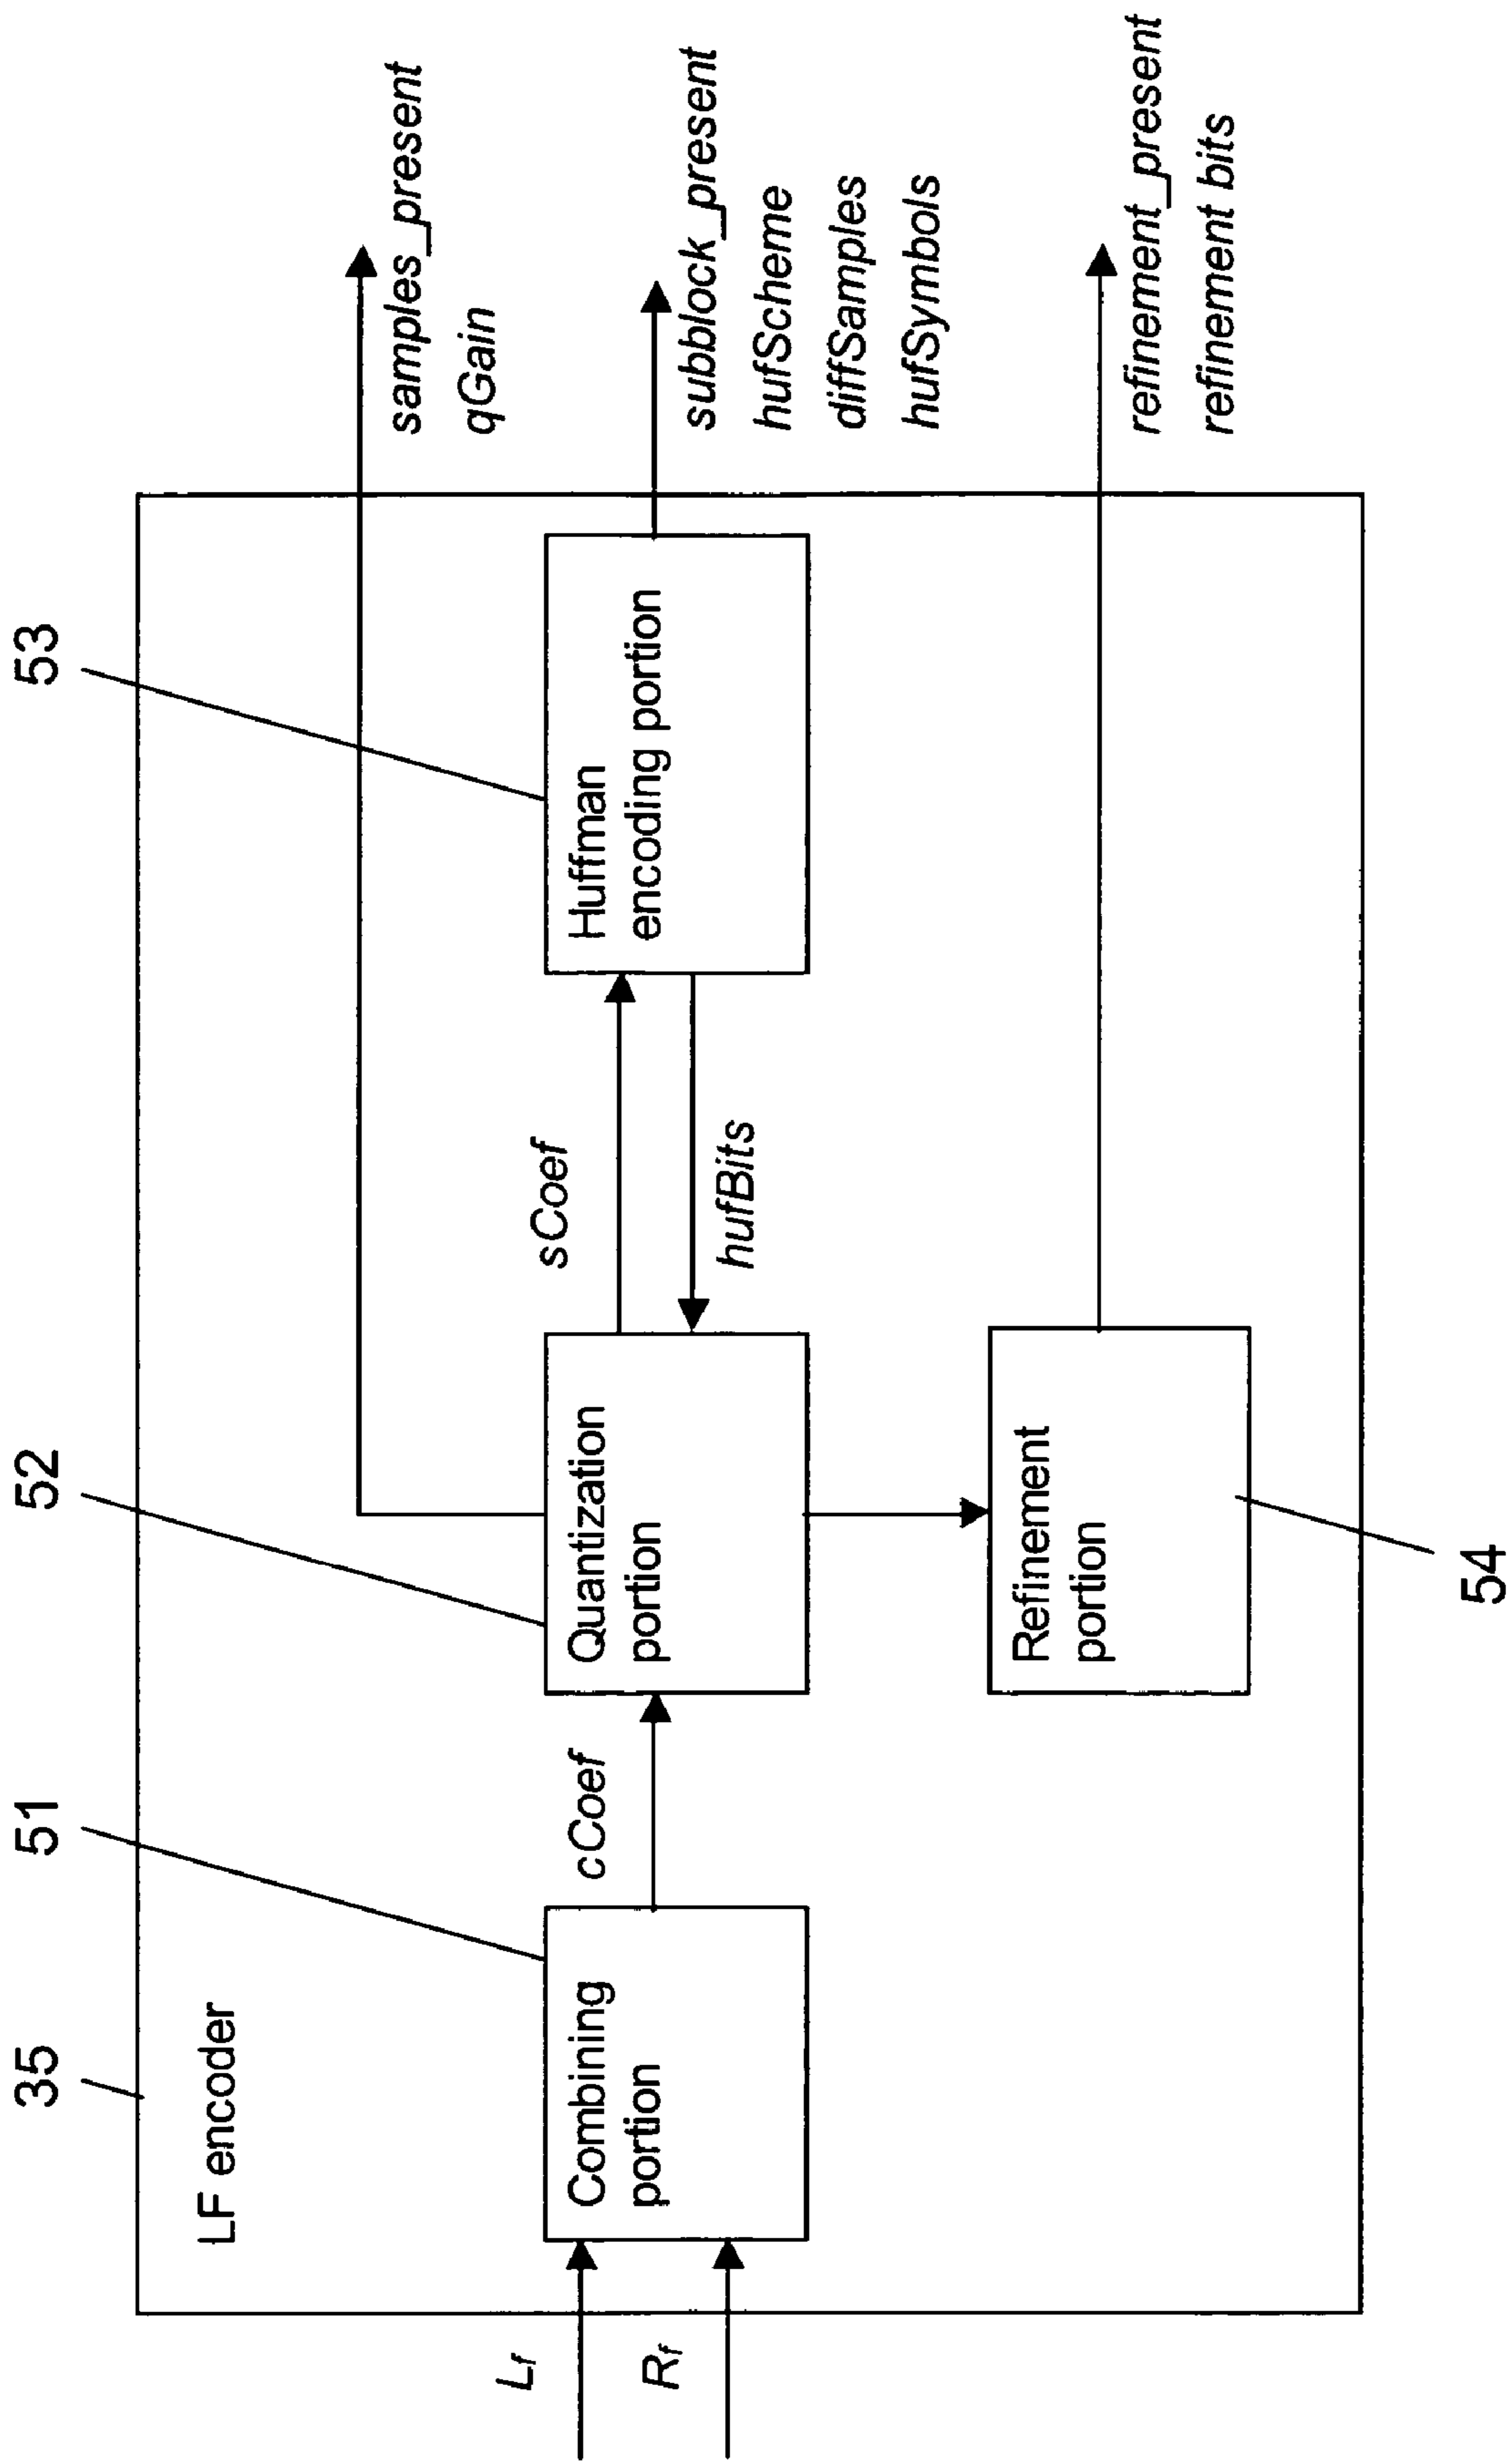 35
51
52
53
LF encoder
Lf
Rf
Combining
portion
cCoef
Quantization
portion
sCoef
hufBits
Huffman
encoding portion
Refinement
portion
54
samples_present
qGain
subblock_present
hufScheme
diffSamples
hufSymbols
refinement_present
refinement bits